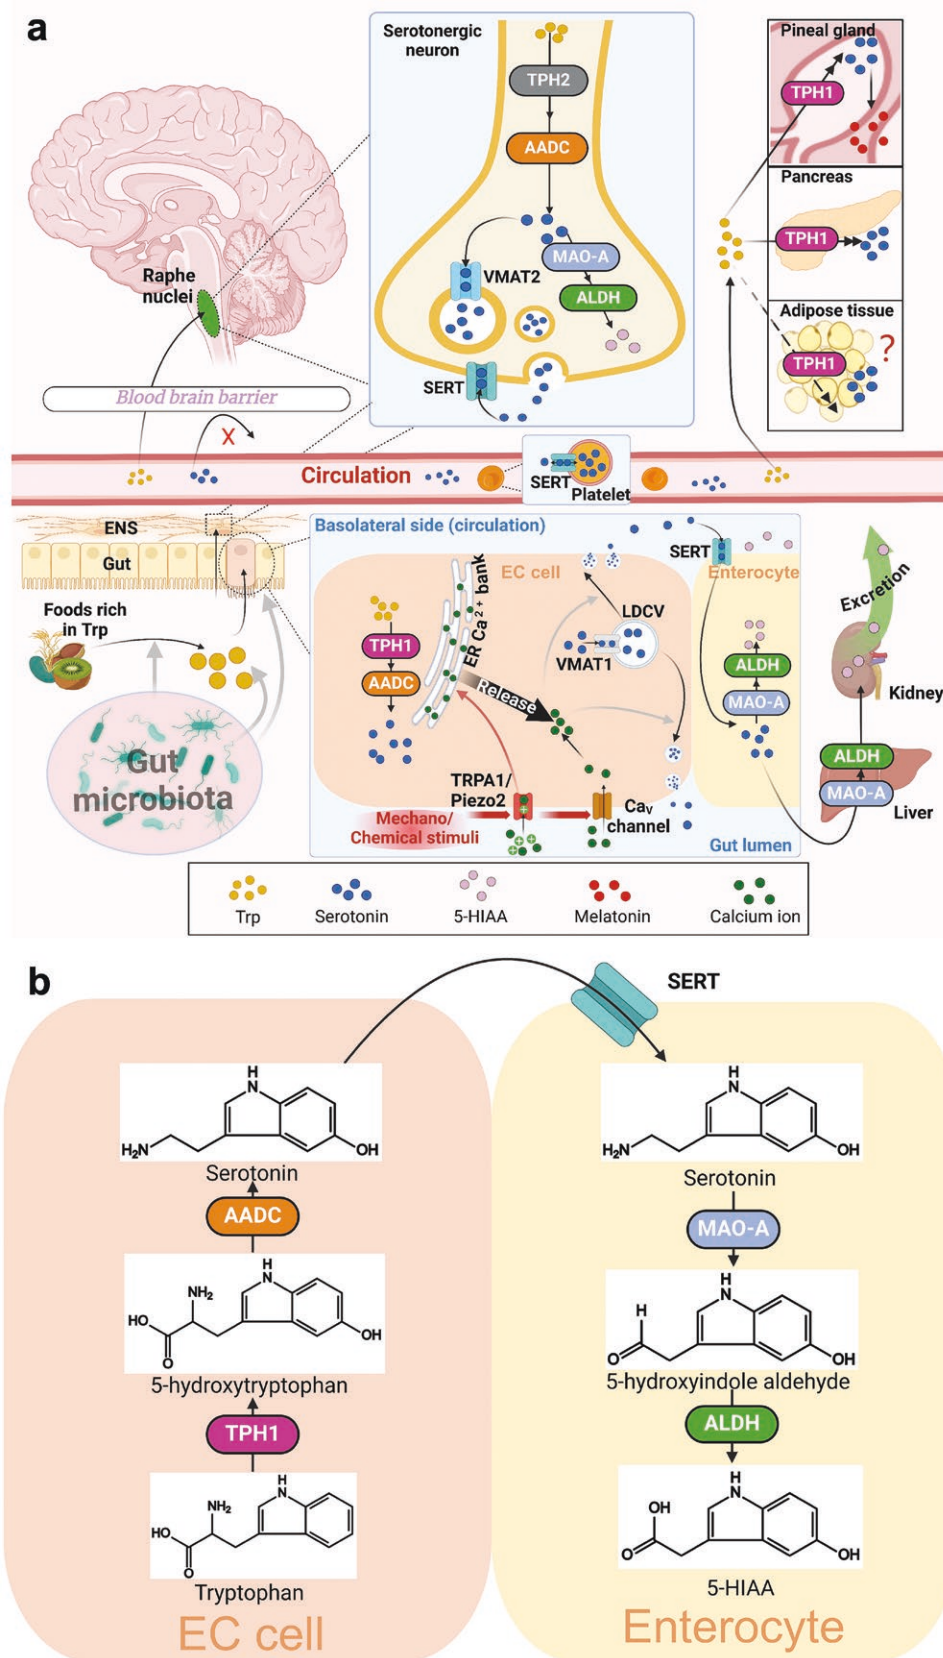 a
Serotonergic
neuron
TPH2
AADC
MAO-A
VMAT2
ALDH
SERT
Pineal gland
TPH1
Pancreas
TPH1
Adipose tissue
?
TPH1
Raphe
nuclei
Blood brain barrier
X
Circulation
SERT
Platelet
ENS
Gut
Foods rich
in Trp
Gut
microbiota
Basolateral side (circulation)
EC cell
ER Ca2+ bank
TPH1
AADC
Release
LDCV
VMAT1
TRPA1/
Piezo2
Mechano/
Chemical stimuli
CaV
channel
SERT
Enterocyte
ALDH
MAO-A
Gut lumen
Excretion
Kidney
ALDH
MAO-A
Liver
Trp
Serotonin
5-HIAA
Melatonin
Calcium ion
b
SERT
H
N
H2N
OH
Serotonin
AADC
H
N
NH2
HO
O
OH
5-hydroxytryptophan
TPH1
H
N
NH2
HO
O
Tryptophan
EC cell
H
N
H2N
OH
Serotonin
MAO-A
H
N
H
O
OH
5-hydroxyindole aldehyde
ALDH
H
N
OH
O
OH
5-HIAA
Enterocyte